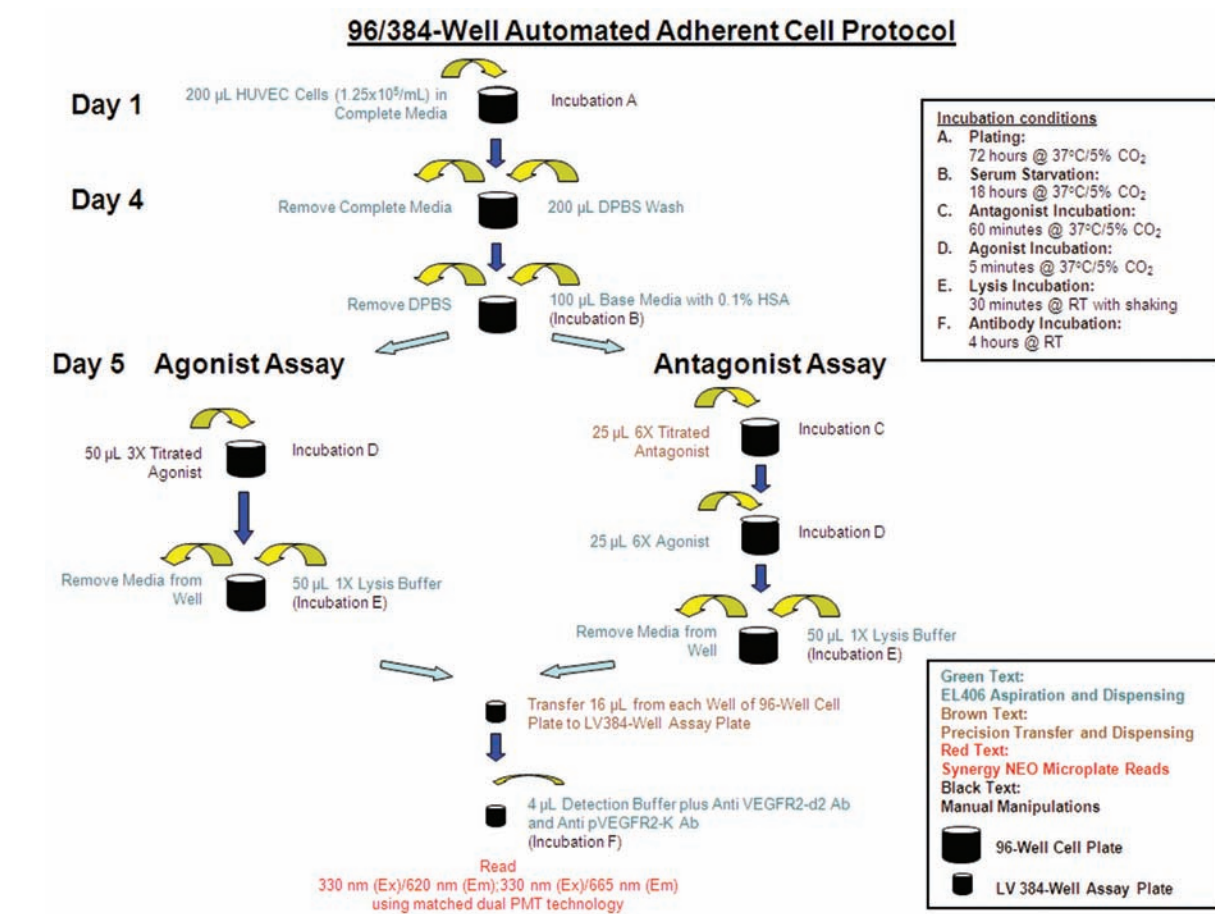 96/384-Well Automated Adherent Cell Protocol
Day 1
200 µL HUVEC Cells (1.25x10⁵/mL) in
Complete Media
Incubation A
Day 4
Remove Complete Media
200 µL DPBS Wash
Remove DPBS
100 µL Base Media with 0.1% HSA
(Incubation B)
Incubation conditions
A. Plating:
72 hours @ 37ºC/5% CO₂
B. Serum Starvation:
18 hours @ 37ºC/5% CO₂
C. Antagonist Incubation:
60 minutes @ 37ºC/5% CO₂
D. Agonist Incubation:
5 minutes @ 37ºC/5% CO₂
E. Lysis Incubation:
30 minutes @ RT with shaking
F. Antibody Incubation:
4 hours @ RT
Day 5 Agonist Assay
50 µL 3X Titrated
Agonist
Incubation D
Remove Media from
Well
50 µL 1X Lysis Buffer
(Incubation E)
Antagonist Assay
25 µL 6X Titrated
Antagonist
Incubation C
25 µL 6X Agonist
Incubation D
Remove Media from
Well
50 µL 1X Lysis Buffer
(Incubation E)
Transfer 16 µL from each Well of 96-Well Cell
Plate to LV384-Well Assay Plate
4 µL Detection Buffer plus Anti VEGFR2-d2 Ab
and Anti pVEGFR2-K Ab
(Incubation F)
Read
330 nm (Ex)/620 nm (Em);330 nm (Ex)/665 nm (Em)
using matched dual PMT technology
Green Text:
EL406 Aspiration and Dispensing
Brown Text:
Precision Transfer and Dispensing
Red Text:
Synergy NEO Microplate Reads
Black Text:
Manual Manipulations
96-Well Cell Plate
LV 384-Well Assay Plate